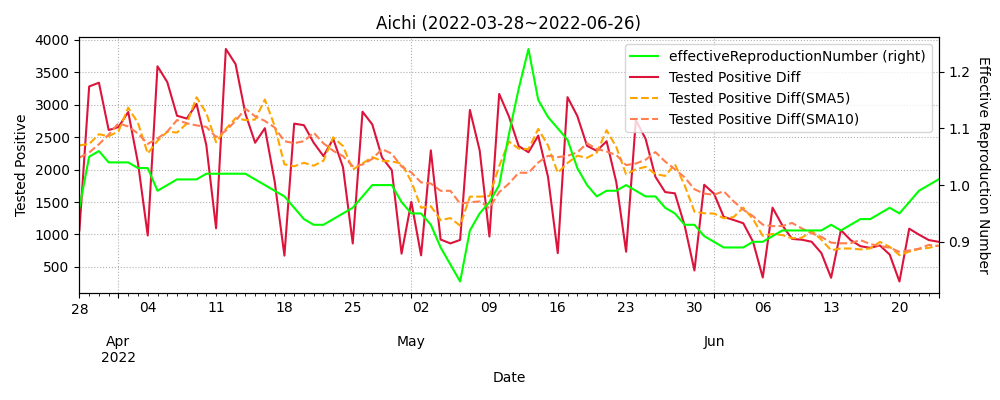 Aichi (2022-03-28~2022-06-26)
effectiveReproductionNumber (right)
Tested Positive Diff
Tested Positive Diff(SMA5)
Tested Positive Diff(SMA10)
Tested Positive
4000
3500
3000
2500
2000
1500
1000
500
Effective Reproduction Number
1.2
1.1
1.0
0.9
28 04 11 18 25 02 09 16 23 30 06 13 20
Apr May Jun
2022
Date